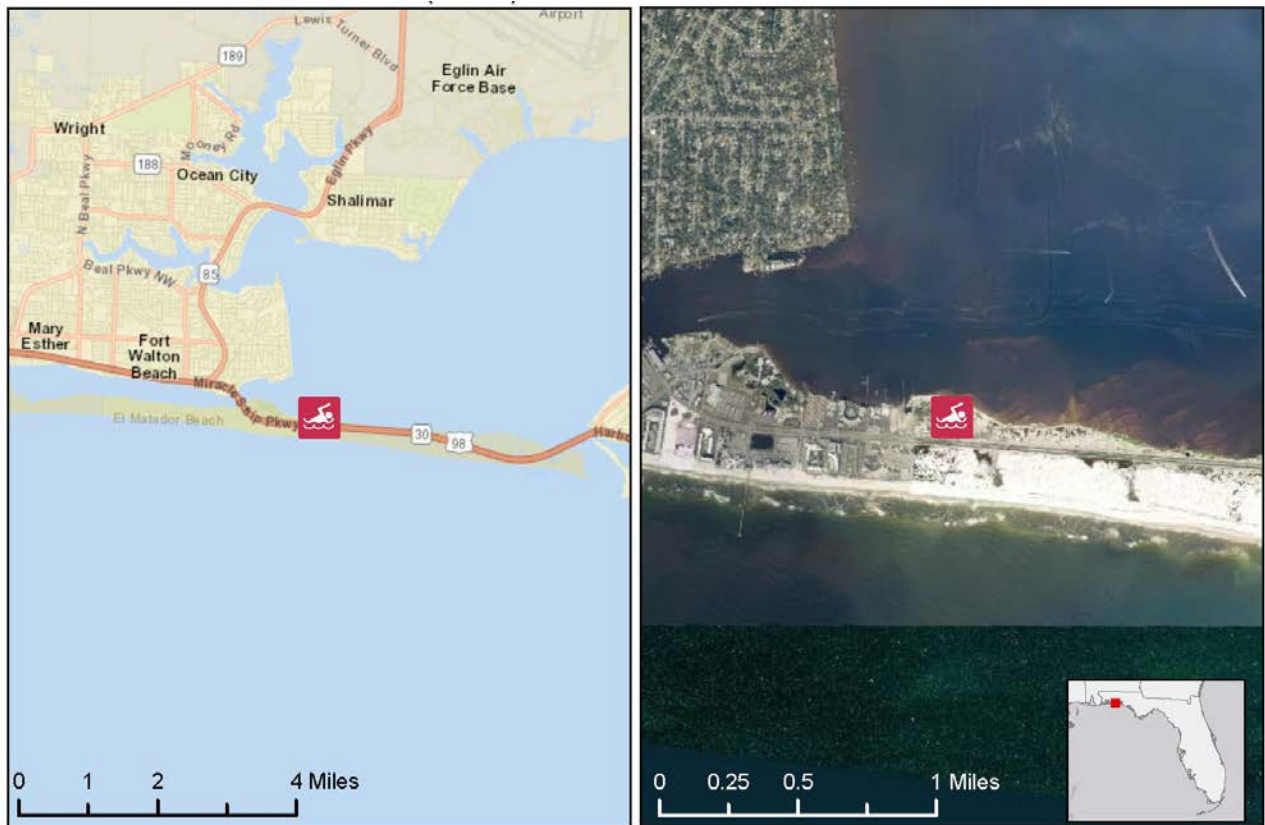 Airport
Lewis Turner Blvd
189
Eglin Air
Force Base
Wright
Mooney Rd
Eglin Pkwy
188
Ocean City
N Beal Pkwy
Shalimar
85
Beal Pkwy NW
Mary
Esther
Fort
Walton
Beach
Miracle Strip Pkwy
El Matador Beach
30
98
Harbo
0 1 2 4 Miles
0 0.25 0.5 1 Miles